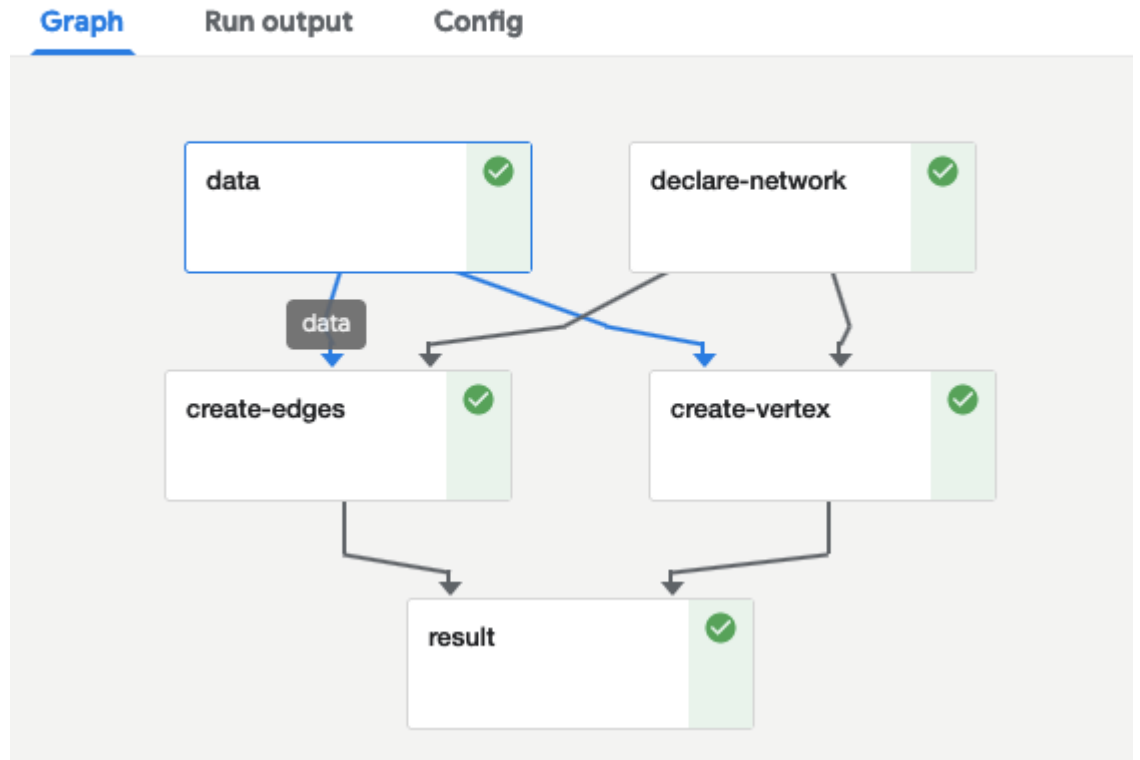 Graph Run output Config
data declare-network
data
create-edges create-vertex
result